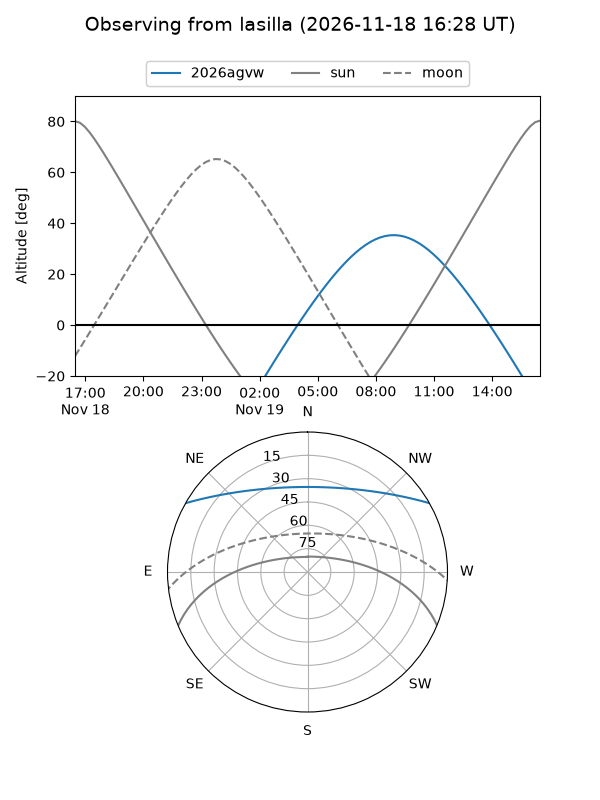 Observing from lasilla (2026-11-18 16:28 UT)
2026agvw sun moon
Altitude [deg]
80
60
40
20
0
−20
17:00 20:00 23:00 02:00 05:00 08:00 11:00 14:00
Nov 18 Nov 19
N
NE NW
15
30
45
60
75
E W
SE SW
S